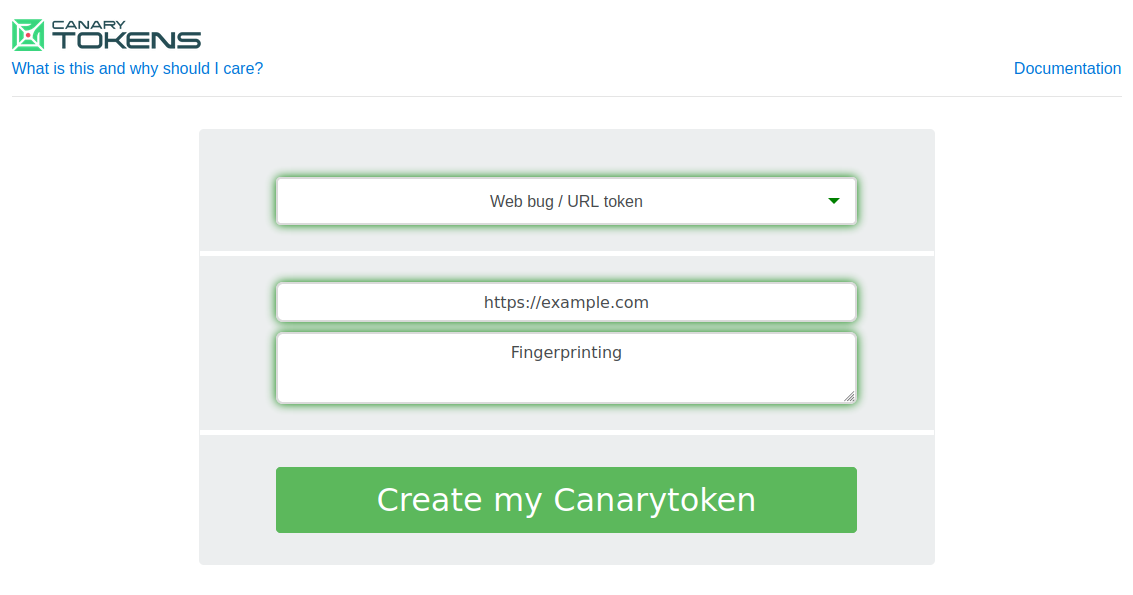 CANARY
TOKENS
What is this and why should I care?
Documentation
Web bug / URL token
https://example.com
Fingerprinting
Create my Canarytoken